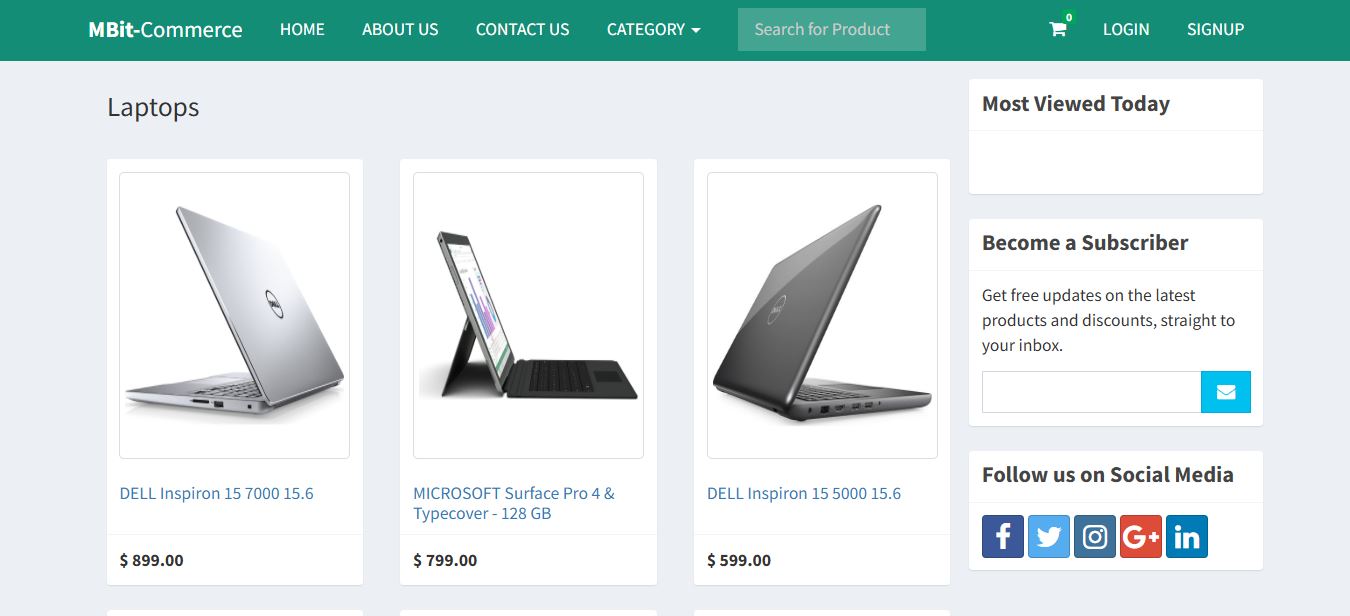 MBit-Commerce HOME ABOUT US CONTACT US CATEGORY Search for Product 0 LOGIN SIGNUP
Laptops
DELL Inspiron 15 7000 15.6
$ 899.00
MICROSOFT Surface Pro 4 &
Typecover - 128 GB
$ 799.00
DELL Inspiron 15 5000 15.6
$ 599.00
Most Viewed Today
Become a Subscriber
Get free updates on the latest
products and discounts, straight to
your inbox.
Follow us on Social Media